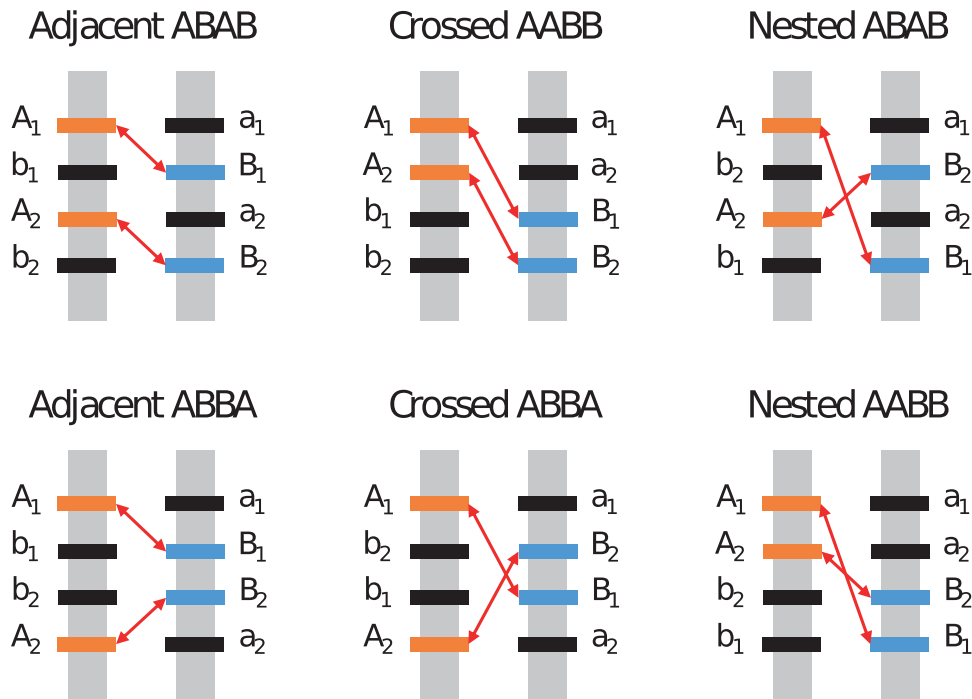 Adjacent ABAB Crossed AABB Nested ABAB
A1 a1 A1 a1 A1 a1
b1 B1 A2 a2 b2 B2
A2 a2 b1 B1 A2 a2
b2 B2 b2 B2 b1 B1
Adjacent ABBA Crossed ABBA Nested AABB
A1 a1 A1 a1 A1 a1
b1 B1 b2 B2 A2 a2
b2 B2 b1 B1 b2 B2
A2 a2 A2 a2 b1 B1